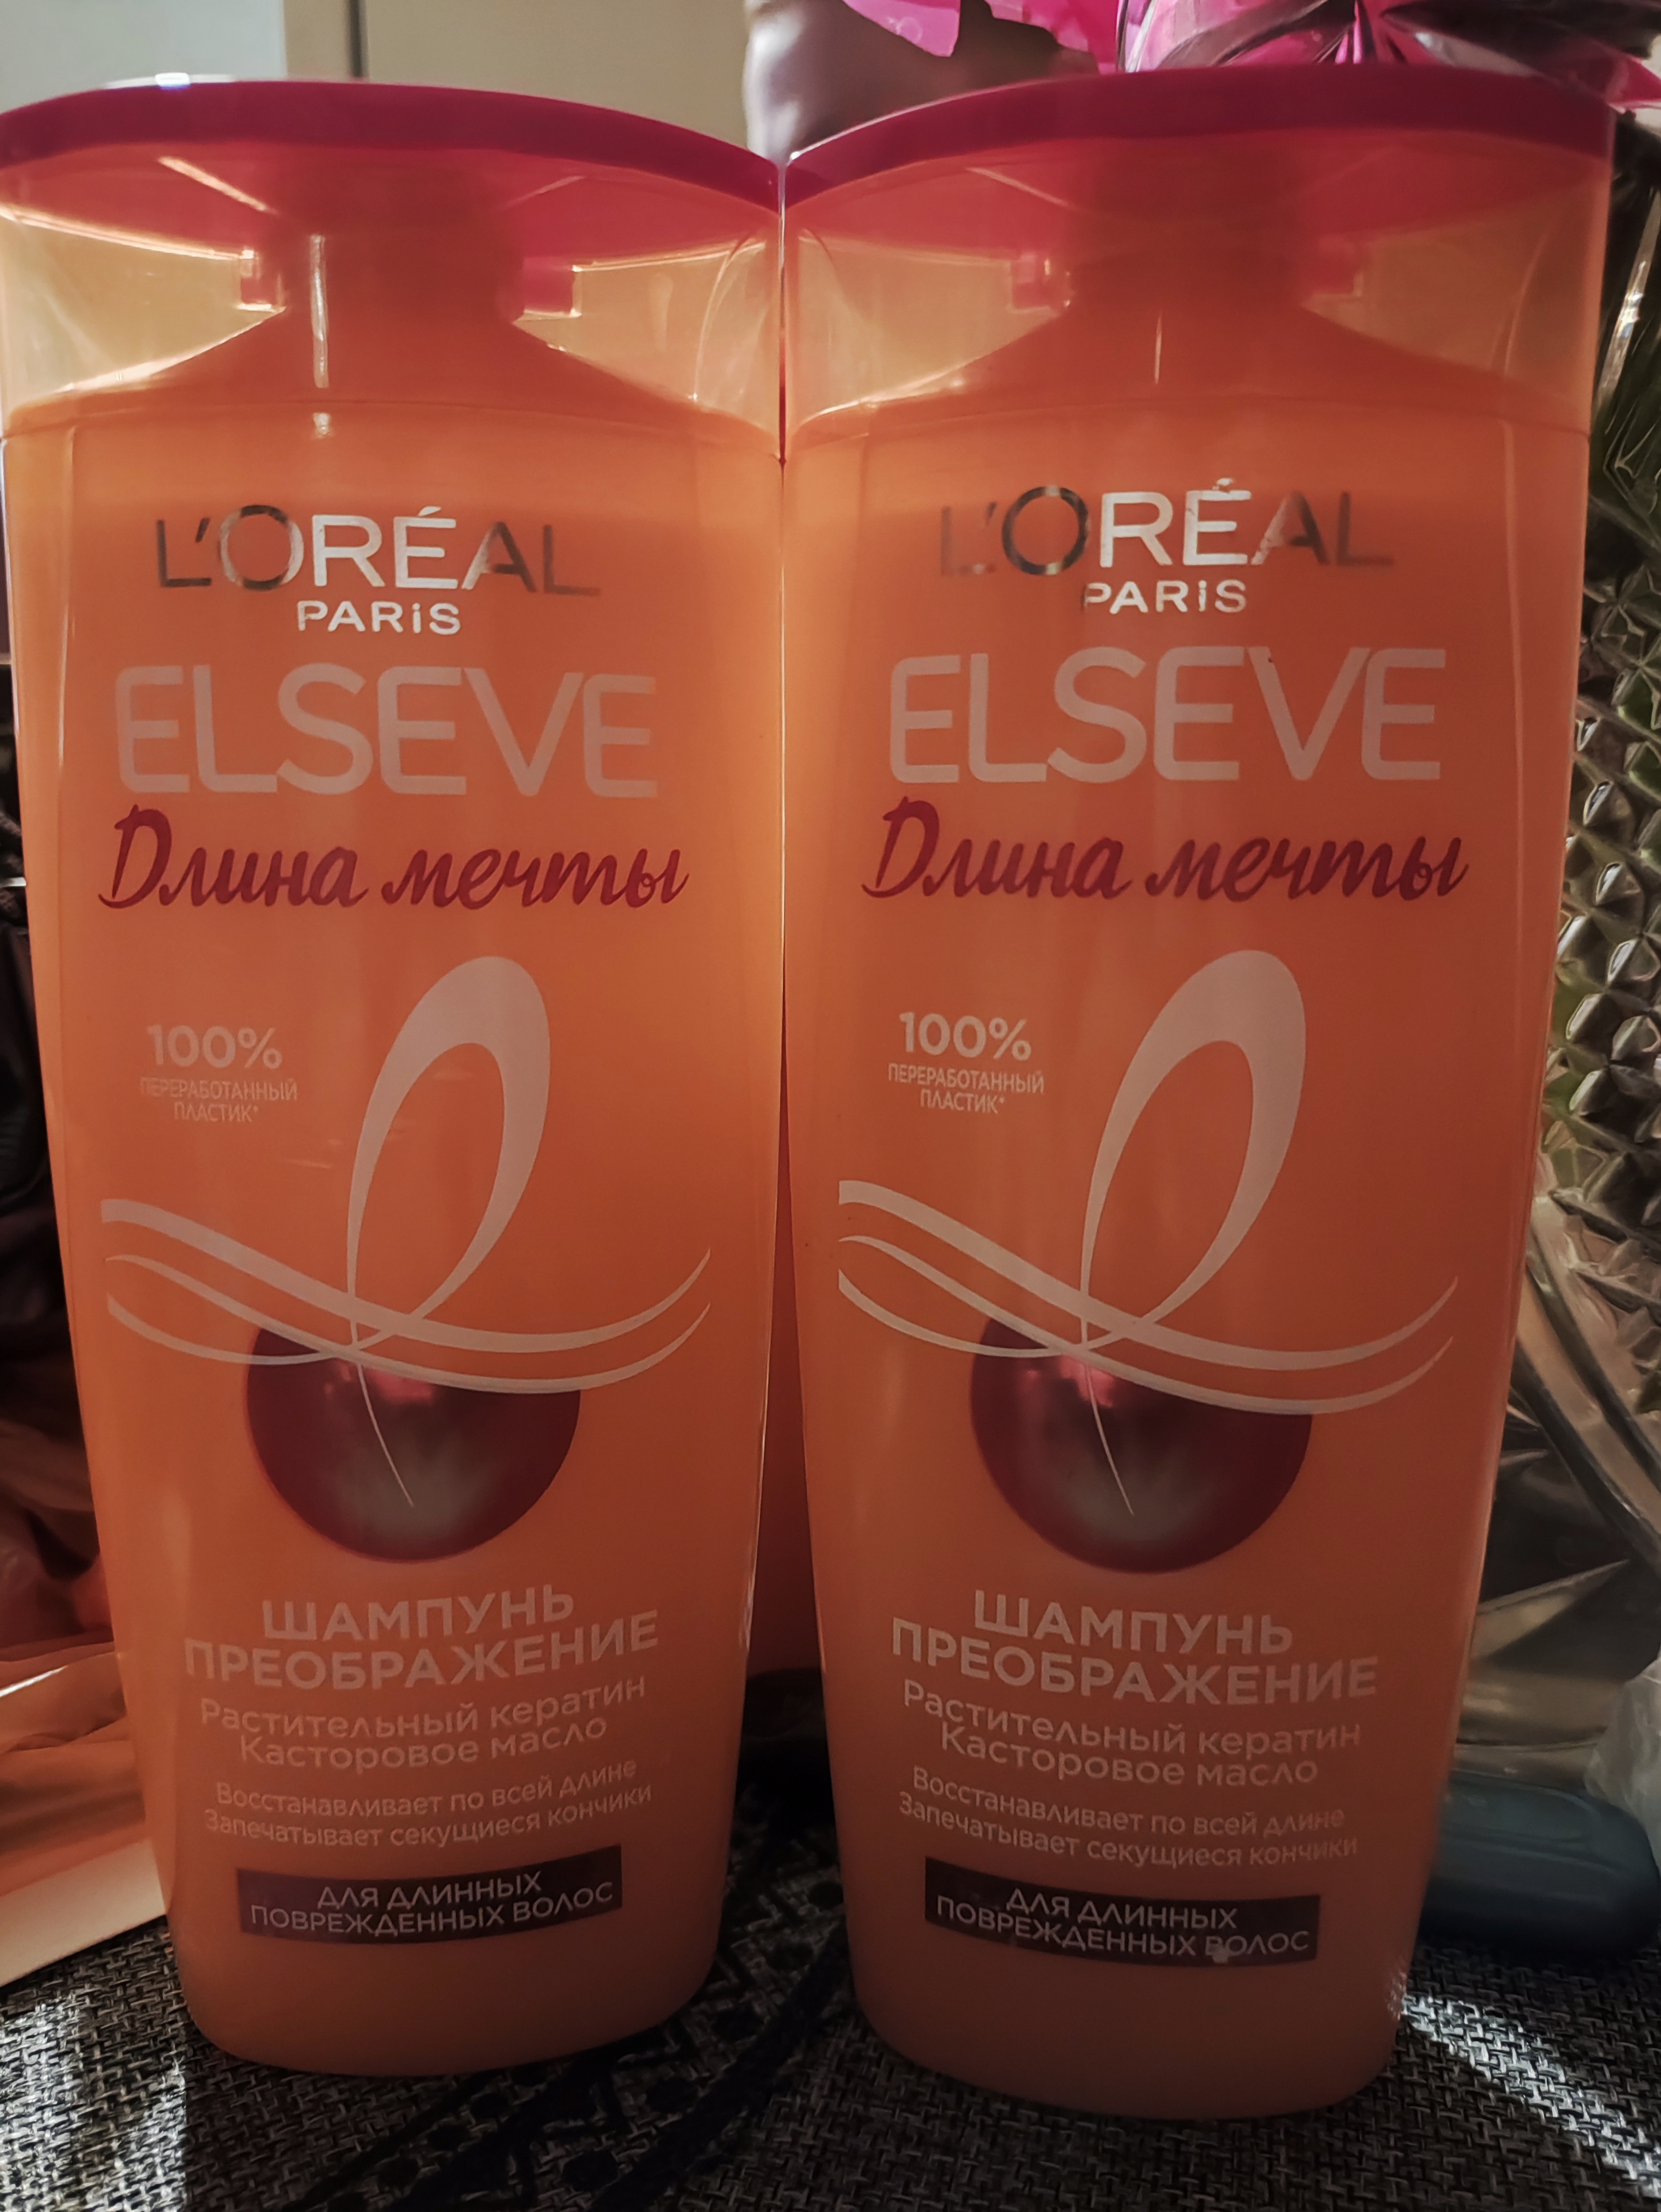 L'ORÉAL
PARIS
ELSEVE
Длина мечты
100%
ПЕРЕРАБОТАННЫЙ
ПЛАСТИК*
ШАМПУНЬ
ПРЕОБРАЖЕНИЕ
Растительный кератин
Касторовое масло
Восстанавливает по всей длине
Запечатывает секущиеся кончики
ДЛЯ ДЛИННЫХ
ПОВРЕЖДЕННЫХ ВОЛОС
L'ORÉAL
PARIS
ELSEVE
Длина мечты
100%
ПЕРЕРАБОТАННЫЙ
ПЛАСТИК*
ШАМПУНЬ
ПРЕОБРАЖЕНИЕ
Растительный кератин
Касторовое масло
Восстанавливает по всей длине
Запечатывает секущиеся кончики
ДЛЯ ДЛИННЫХ
ПОВРЕЖДЕННЫХ ВОЛОС